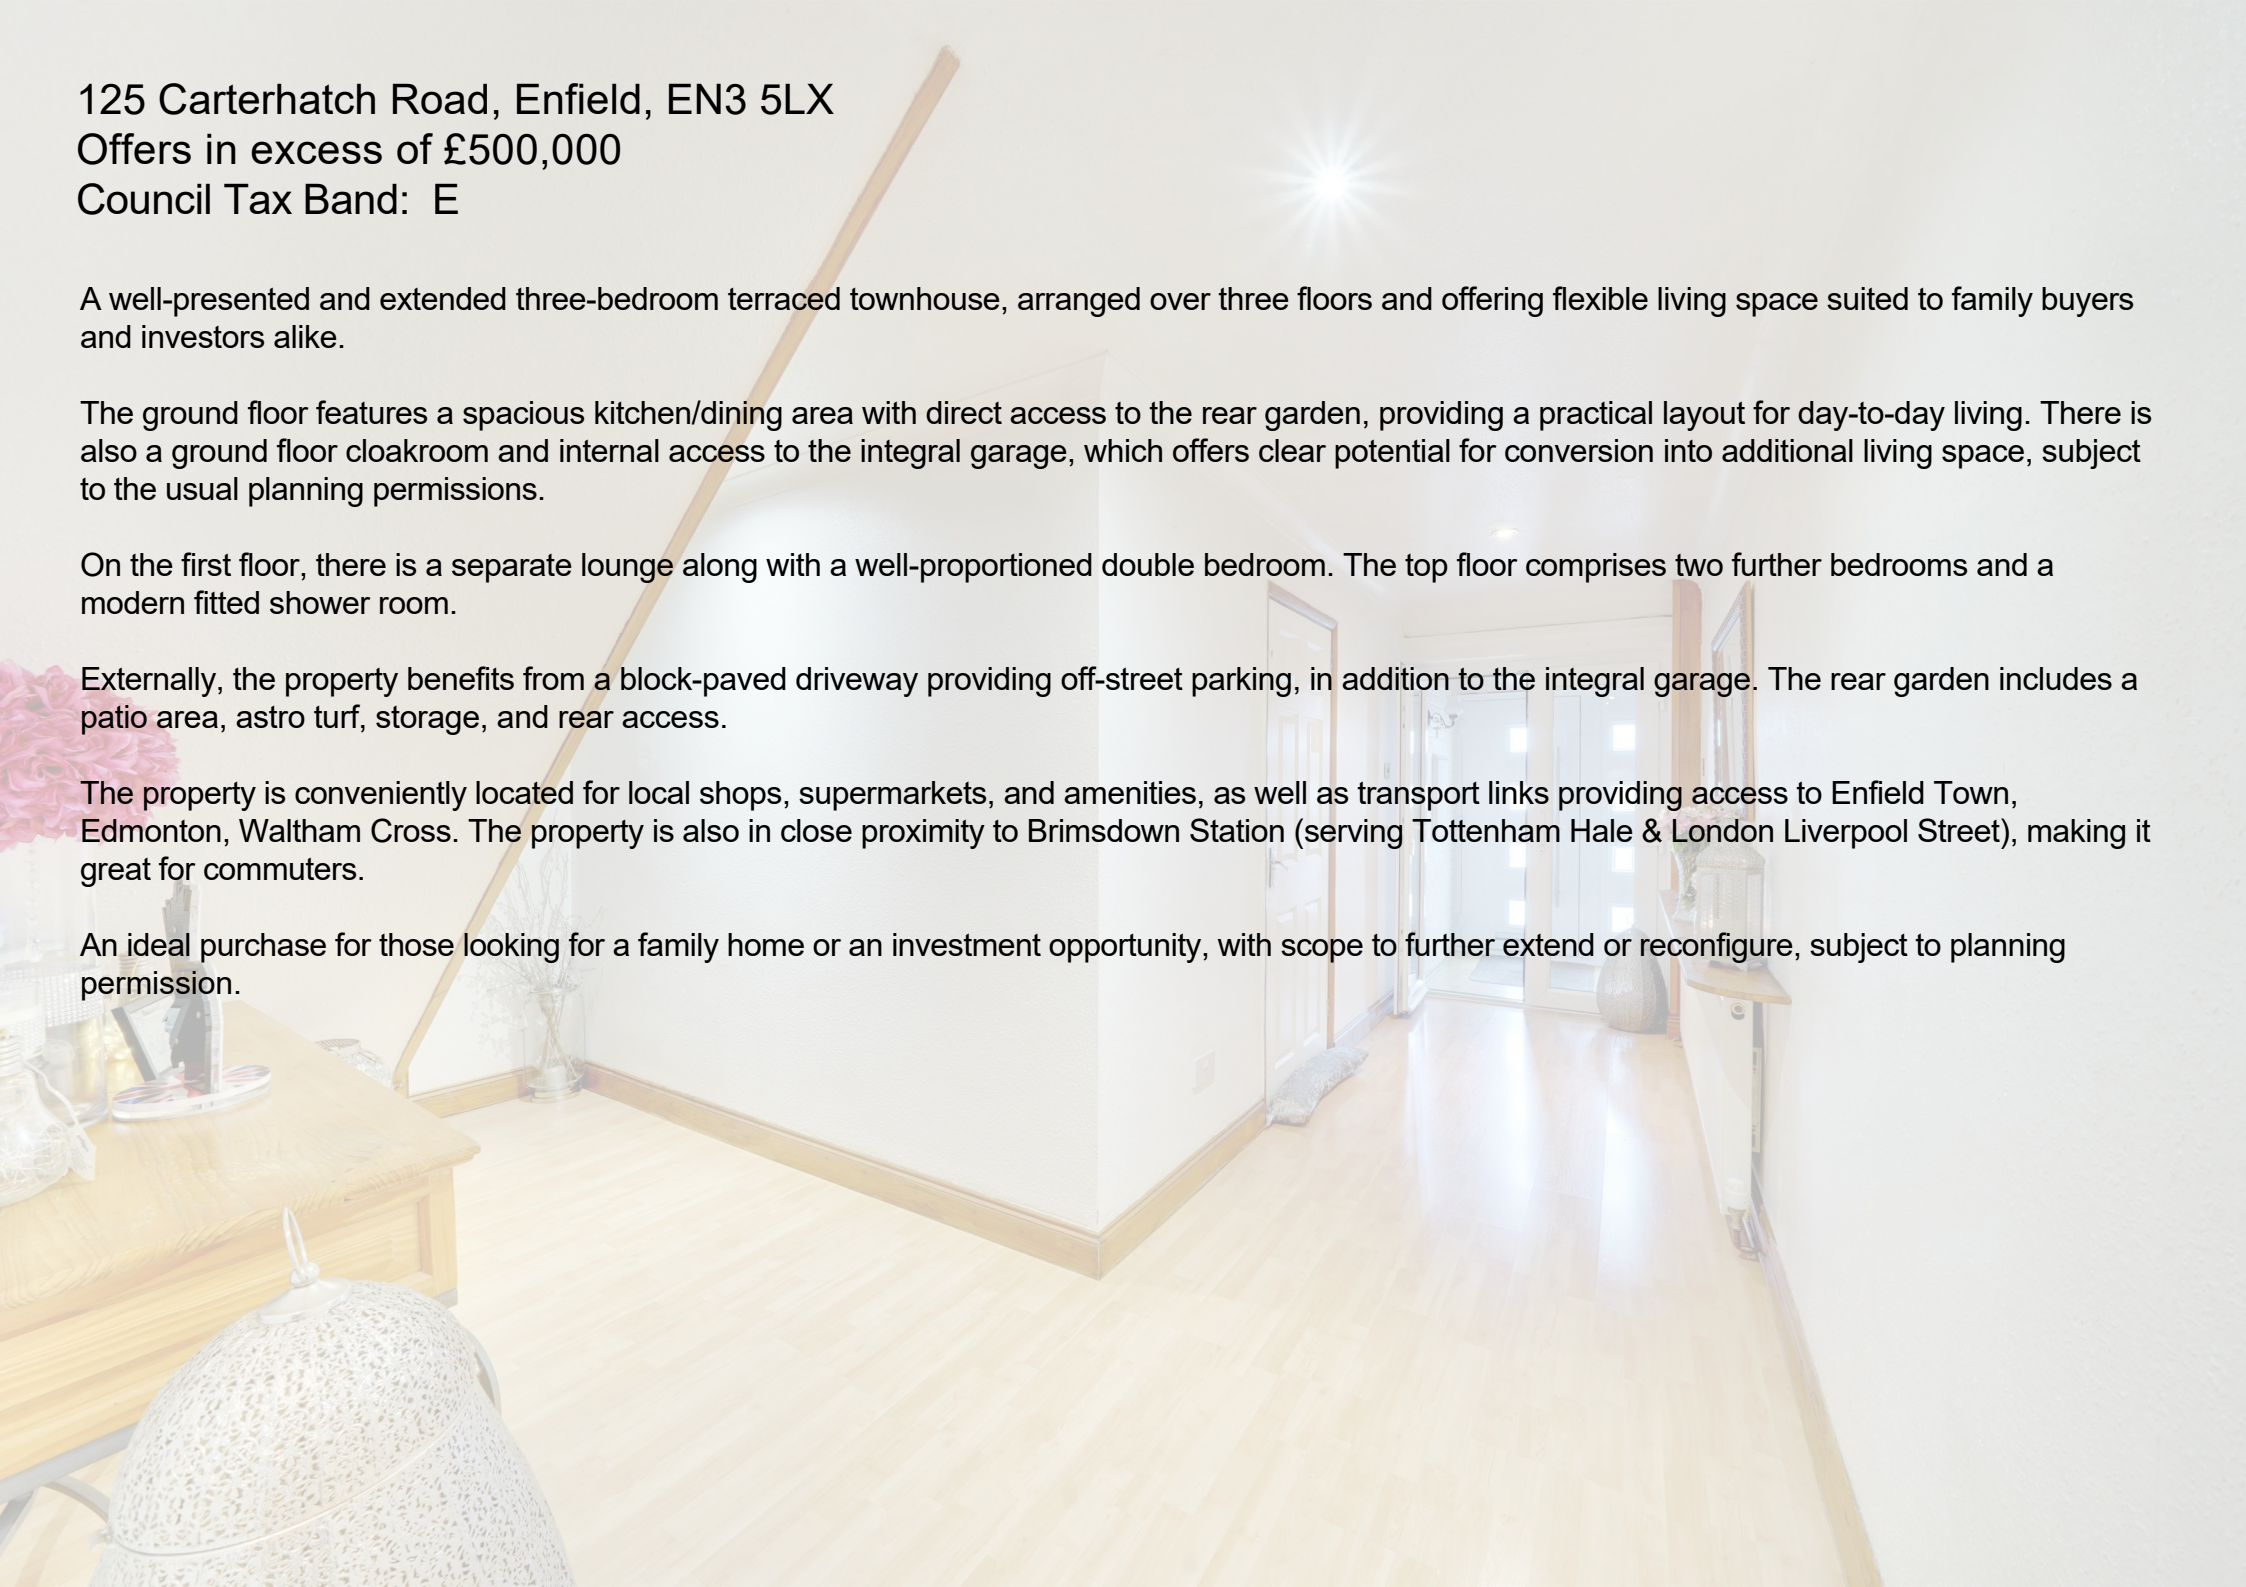 125 Carterhatch Road, Enfield, EN3 5LX
Offers in excess of £500,000
Council Tax Band:  E
A well-presented and extended three-bedroom terraced townhouse, arranged over three floors and offering flexible living space suited to family buyers
and investors alike.
The ground floor features a spacious kitchen/dining area with direct access to the rear garden, providing a practical layout for day-to-day living. There is
also a ground floor cloakroom and internal access to the integral garage, which offers clear potential for conversion into additional living space, subject
to the usual planning permissions.
On the first floor, there is a separate lounge along with a well-proportioned double bedroom. The top floor comprises two further bedrooms and a
modern fitted shower room.
Externally, the property benefits from a block-paved driveway providing off-street parking, in addition to the integral garage. The rear garden includes a
patio area, astro turf, storage, and rear access.
The property is conveniently located for local shops, supermarkets, and amenities, as well as transport links providing access to Enfield Town,
Edmonton, Waltham Cross. The property is also in close proximity to Brimsdown Station (serving Tottenham Hale & London Liverpool Street), making it
great for commuters.
An ideal purchase for those looking for a family home or an investment opportunity, with scope to further extend or reconfigure, subject to planning
permission.